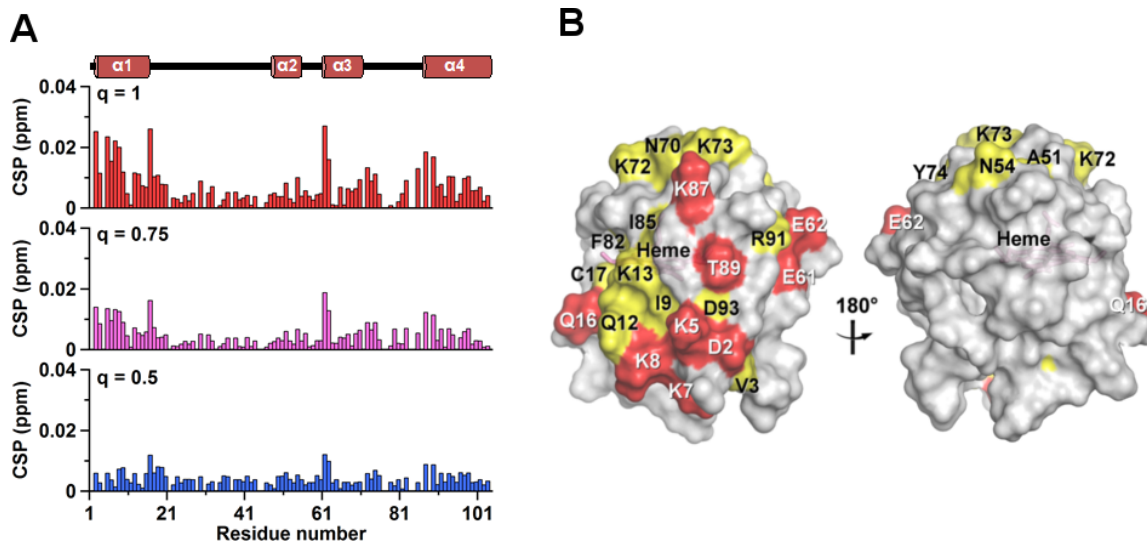 A
α1 α2 α3 α4
0.04
q = 1
CSP (ppm)
0.02
0
0.04
q = 0.75
CSP (ppm)
0.02
0
0.04
q = 0.5
CSP (ppm)
0.02
0
1 21 41 61 81 101
Residue number
B
N70 K73
K72
K87
I85
E62
F82 Heme R91
C17 K13 T89 E61
I9 D93
Q16 Q12 K5
K8 D2
K7 V3
180°
K73
A51 K72
Y74 N54
E62 Heme
Q16